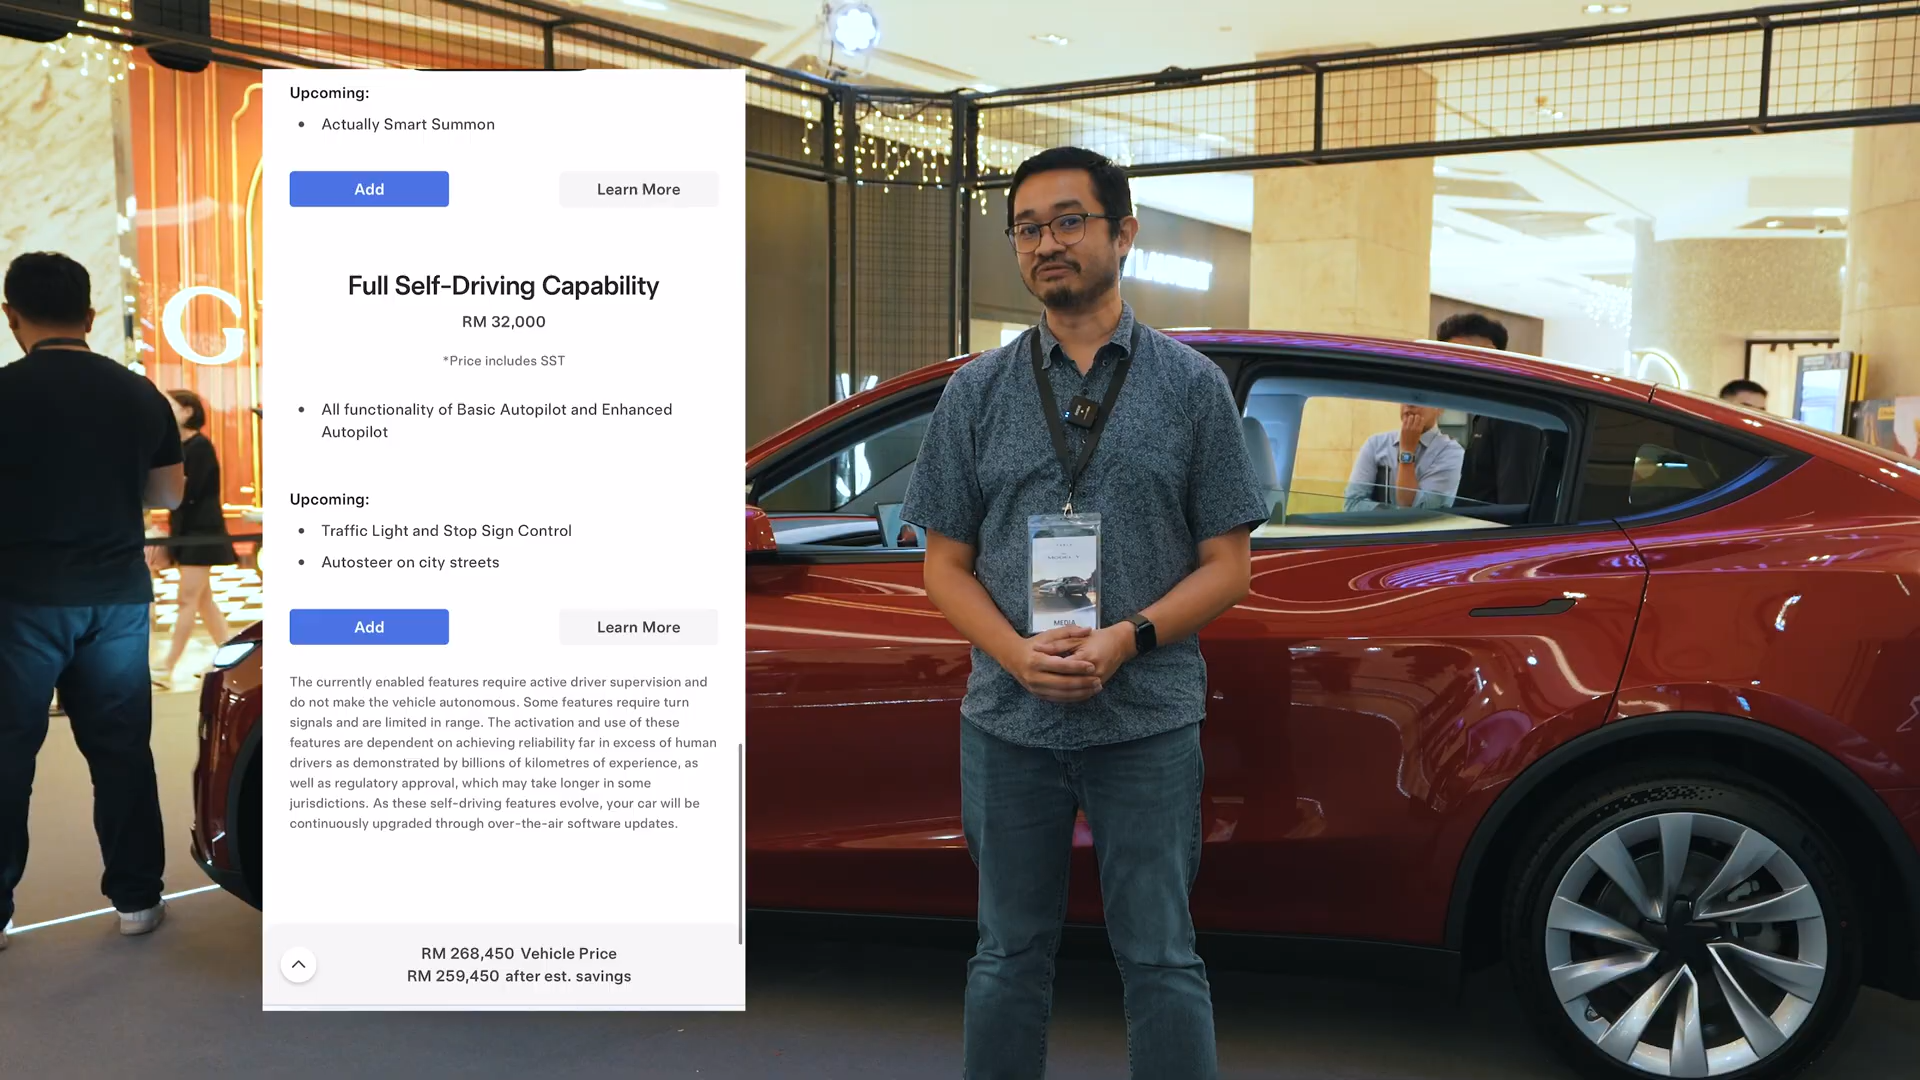 Upcoming:
• Actually Smart Summon
Add
Learn More
Full Self-Driving Capability
RM 32,000
*Price includes SST
• All functionality of Basic Autopilot and Enhanced
Autopilot
Upcoming:
• Traffic Light and Stop Sign Control
• Autosteer on city streets
Add
Learn More
The currently enabled features require active driver supervision and
do not make the vehicle autonomous. Some features require turn
signals and are limited in range. The activation and use of these
features are dependent on achieving reliability far in excess of human
drivers as demonstrated by billions of kilometres of experience, as
well as regulatory approval, which may take longer in some
jurisdictions. As these self-driving features evolve, your car will be
continuously upgraded through over-the-air software updates.
RM 268,450 Vehicle Price
RM 259,450 after est. savings
G
MODEL Y
MEDIA